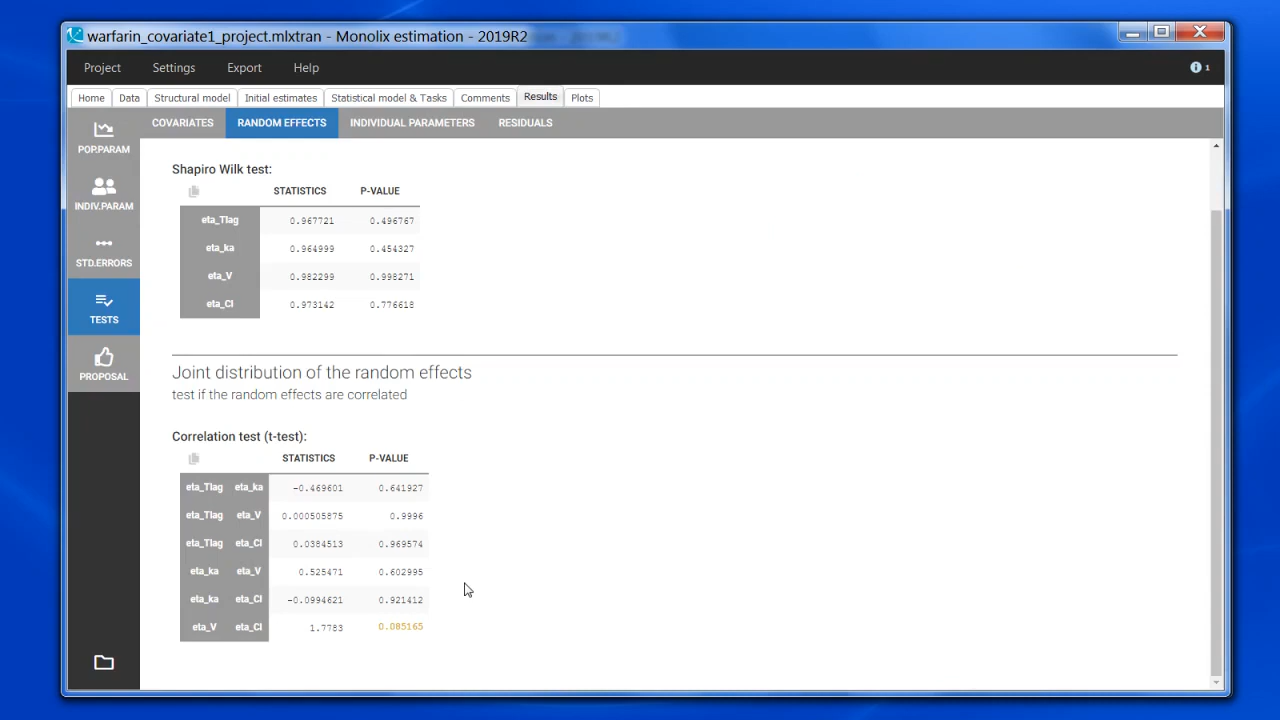 warfarin_covariate1_project.mlxtran - Monolix estimation - 2019R2
Project Settings Export Help 1
Home Data Structural model Initial estimates Statistical model & Tasks Comments Results Plots
COVARIATES RANDOM EFFECTS INDIVIDUAL PARAMETERS RESIDUALS
POP.PARAM
INDIV.PARAM
STD.ERRORS
TESTS
PROPOSAL
Shapiro Wilk test:
STATISTICS P-VALUE
eta_Tlag 0.967721 0.496767
eta_ka 0.964999 0.454327
eta_V 0.982299 0.998271
eta_Cl 0.973142 0.776618
Joint distribution of the random effects
test if the random effects are correlated
Correlation test (t-test):
STATISTICS P-VALUE
eta_Tlag eta_ka -0.469601 0.641927
eta_Tlag eta_V 0.000505875 0.9996
eta_Tlag eta_Cl 0.0384513 0.969574
eta_ka eta_V 0.525471 0.602995
eta_ka eta_Cl -0.0994621 0.921412
eta_V eta_Cl 1.7783 0.085165